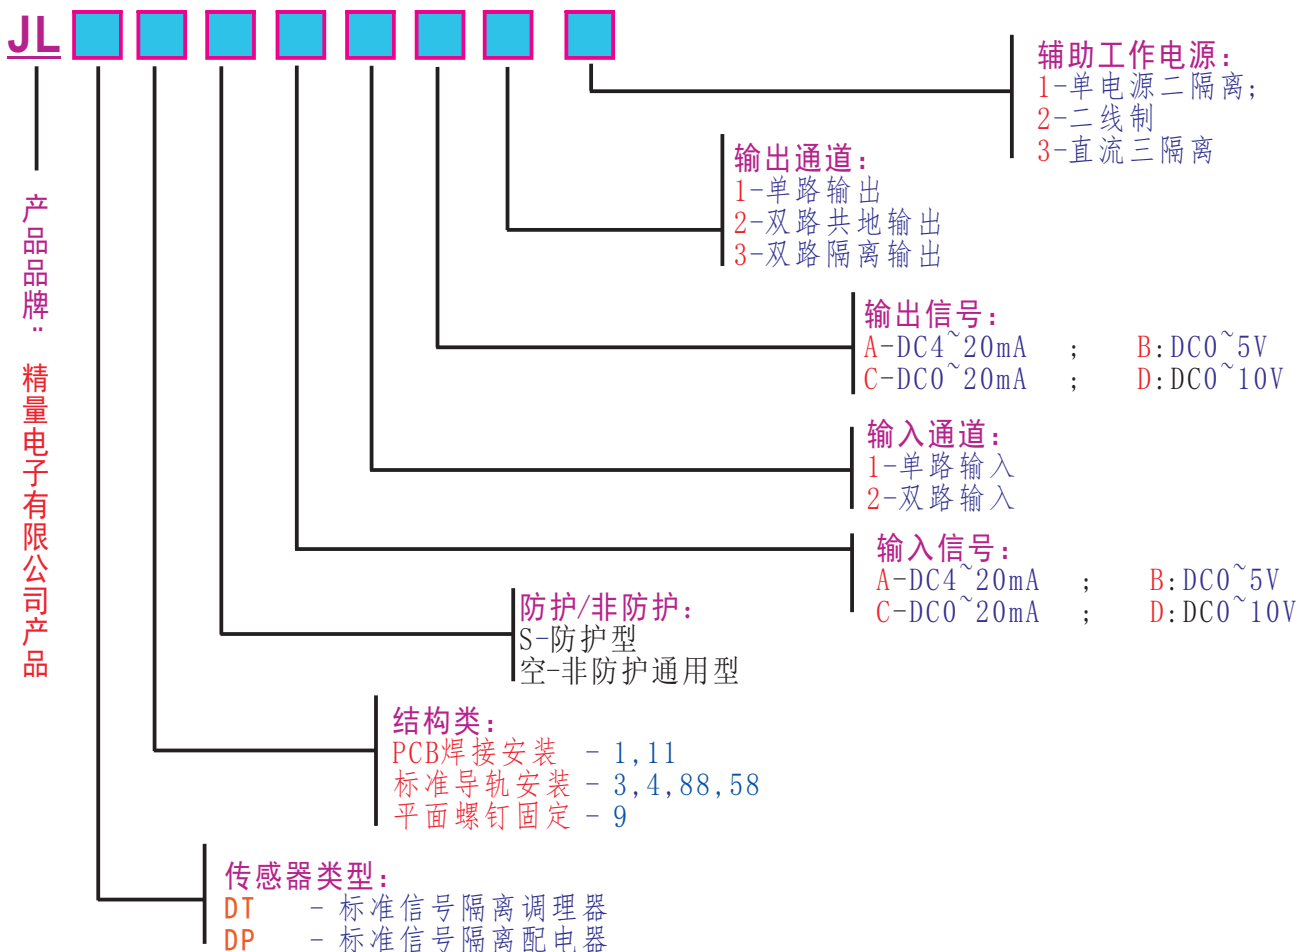 JL
辅助工作电源:
1-单电源二隔离;
2-二线制
3-直流三隔离
输出通道:
1-单路输出
2-双路共地输出
3-双路隔离输出
产品品牌: 精量电子有限公司产品
输出信号:
A-DC4~20mA ; B:DC0~5V
C-DC0~20mA ; D:DC0~10V
输入通道:
1-单路输入
2-双路输入
输入信号:
A-DC4~20mA ; B:DC0~5V
C-DC0~20mA ; D:DC0~10V
防护/非防护:
S-防护型
空-非防护通用型
结构类:
PCB焊接安装 - 1,11
标准导轨安装 - 3,4,88,58
平面螺钉固定 - 9
传感器类型:
DT - 标准信号隔离调理器
DP - 标准信号隔离配电器